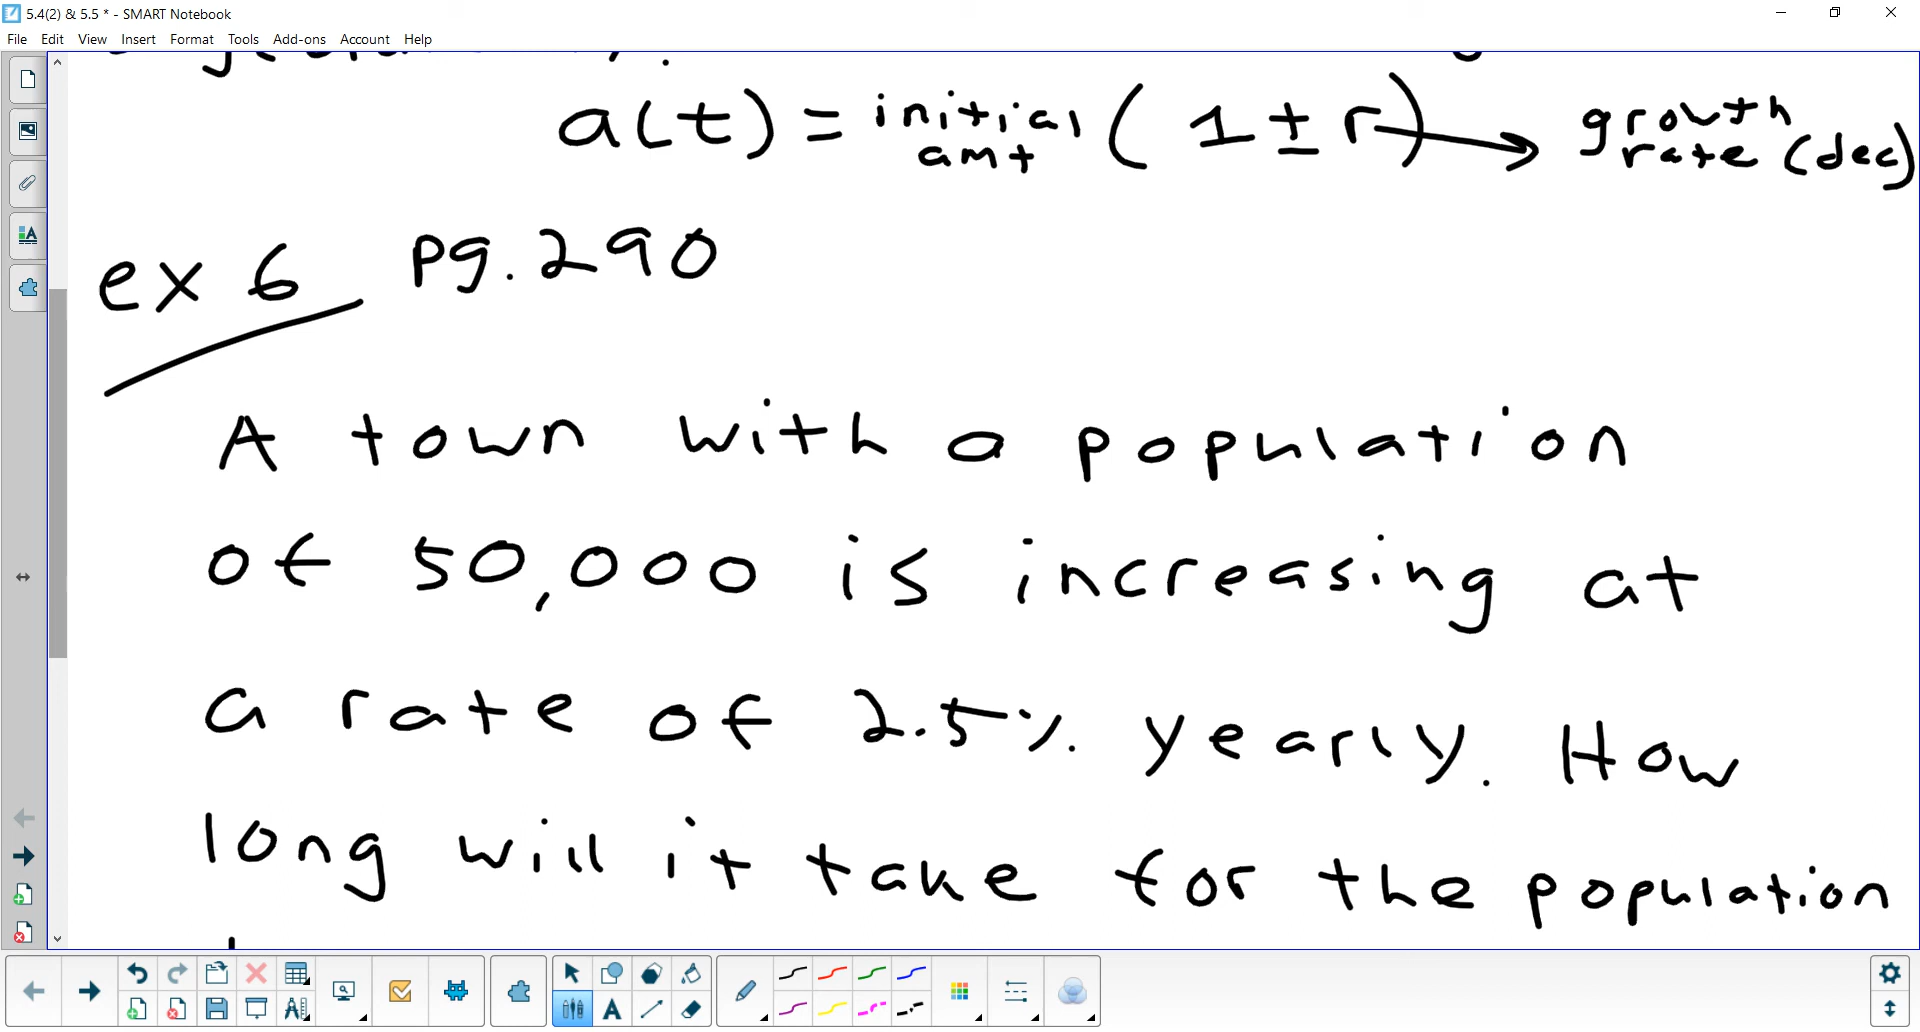 5.4(2) & 5.5 * - SMART Notebook
File Edit View Insert Format Tools Add-ons Account Help
a(t) = initial amt (1 ± r) → growth rate (dec)
ex 6 pg. 290
A town with a population
of 50,000 is increasing at
a rate of 2.5% yearly. How
long will it take for the population